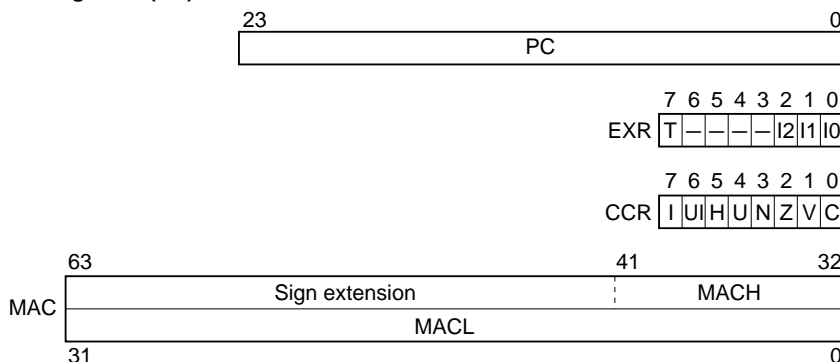 23 0
PC
7 6 5 4 3 2 1 0
EXR T — — — — I2 I1 I0
7 6 5 4 3 2 1 0
CCR I UI H U N Z V C
63 41 32
MAC Sign extension MACH
MACL
31 0